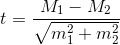 t = \frac{M_1 - M_2}{\sqrt{m_1^2 + m_2^2}}